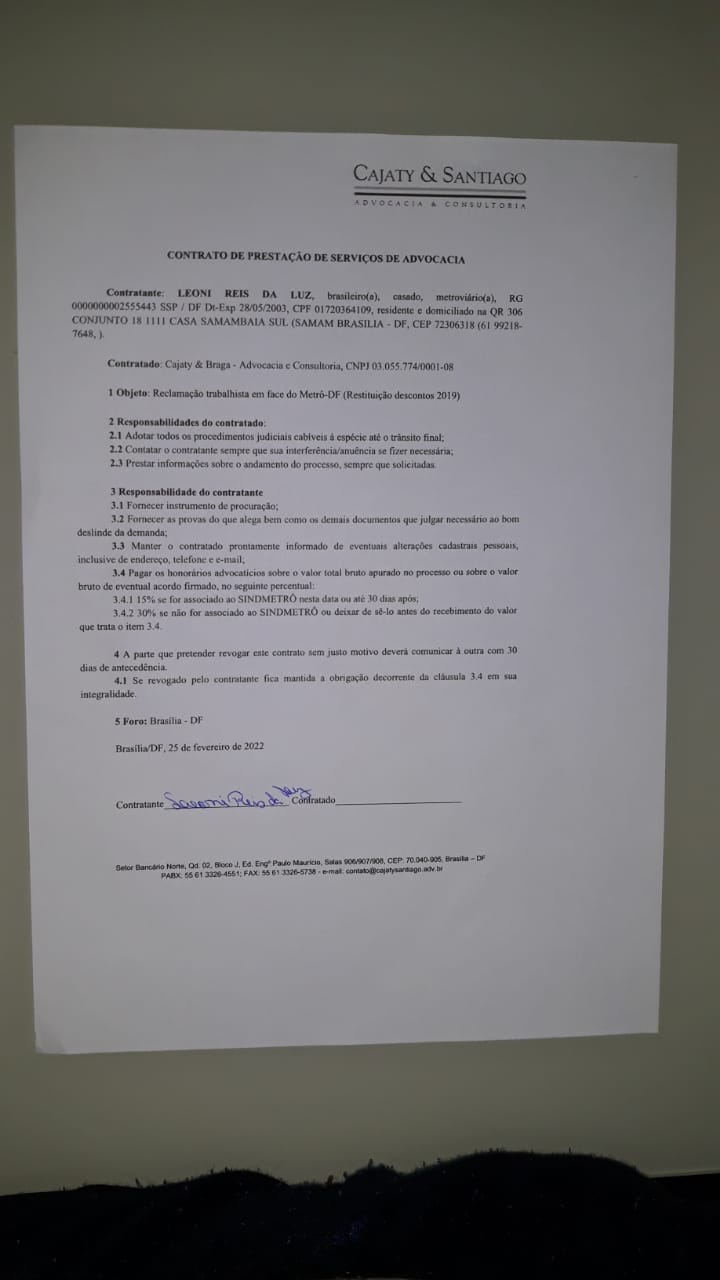 CAJATY & SANTIAGO
ADVOCACIA & CONSULTORIA
CONTRATO DE PRESTAÇÃO DE SERVIÇOS DE ADVOCACIA
Contratante: LEONI REIS DA LUZ, brasileiro(a), casado, metroviário(a), RG
0000000002555443 SSP / DF Dt-Exp 28/05/2003, CPF 01720364109, residente e domiciliado na QR 306
CONJUNTO 18 1111 CASA SAMAMBAIA SUL (SAMAM BRASILIA - DF, CEP 72306318 (61 99218-
7648, ).
Contratado: Cajaty & Braga - Advocacia e Consultoria, CNPJ 03.055.774/0001-08
1 Objeto: Reclamação trabalhista em face do Metrô-DF (Restituição descontos 2019)
2 Responsabilidades do contratado:
2.1 Adotar todos os procedimentos judiciais cabíveis à espécie até o trânsito final;
2.2 Contatar o contratante sempre que sua interferência/anuência se fizer necessária;
2.3 Prestar informações sobre o andamento do processo, sempre que solicitadas.
3 Responsabilidade do contratante
3.1 Fornecer instrumento de procuração;
3.2 Fornecer as provas do que alega bem como os demais documentos que julgar necessário ao bom
deslinde da demanda;
3.3 Manter o contratado prontamente informado de eventuais alterações cadastrais pessoais,
inclusive de endereço, telefone e e-mail;
3.4 Pagar os honorários advocatícios sobre o valor total bruto apurado no processo ou sobre o valor
bruto de eventual acordo firmado, no seguinte percentual:
3.4.1 15% se for associado ao SINDMETRÔ nesta data ou até 30 dias após;
3.4.2 30% se não for associado ao SINDMETRÔ ou deixar de sê-lo antes do recebimento do valor
que trata o item 3.4.
4 A parte que pretender revogar este contrato sem justo motivo deverá comunicar à outra com 30
dias de antecedência.
4.1 Se revogado pelo contratante fica mantida a obrigação decorrente da cláusula 3.4 em sua
integralidade.
5 Foro: Brasília - DF
Brasília/DF, 25 de fevereiro de 2022
Contratante Reis da Luz Contratado
Setor Bancário Norte, Qd. 02, Bloco J, Ed. Engº Paulo Maurício, Salas 906/907/908, CEP: 70.040-905, Brasília – DF
PABX: 55 61 3326-4551; FAX: 55 61 3326-5738 - e-mail: contato@cajatysantiago.adv.br